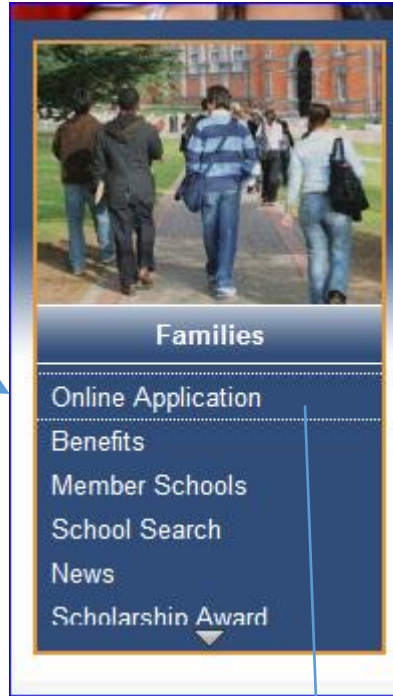 Families
Online Application
Benefits
Member Schools
School Search
News
Scholarship Award